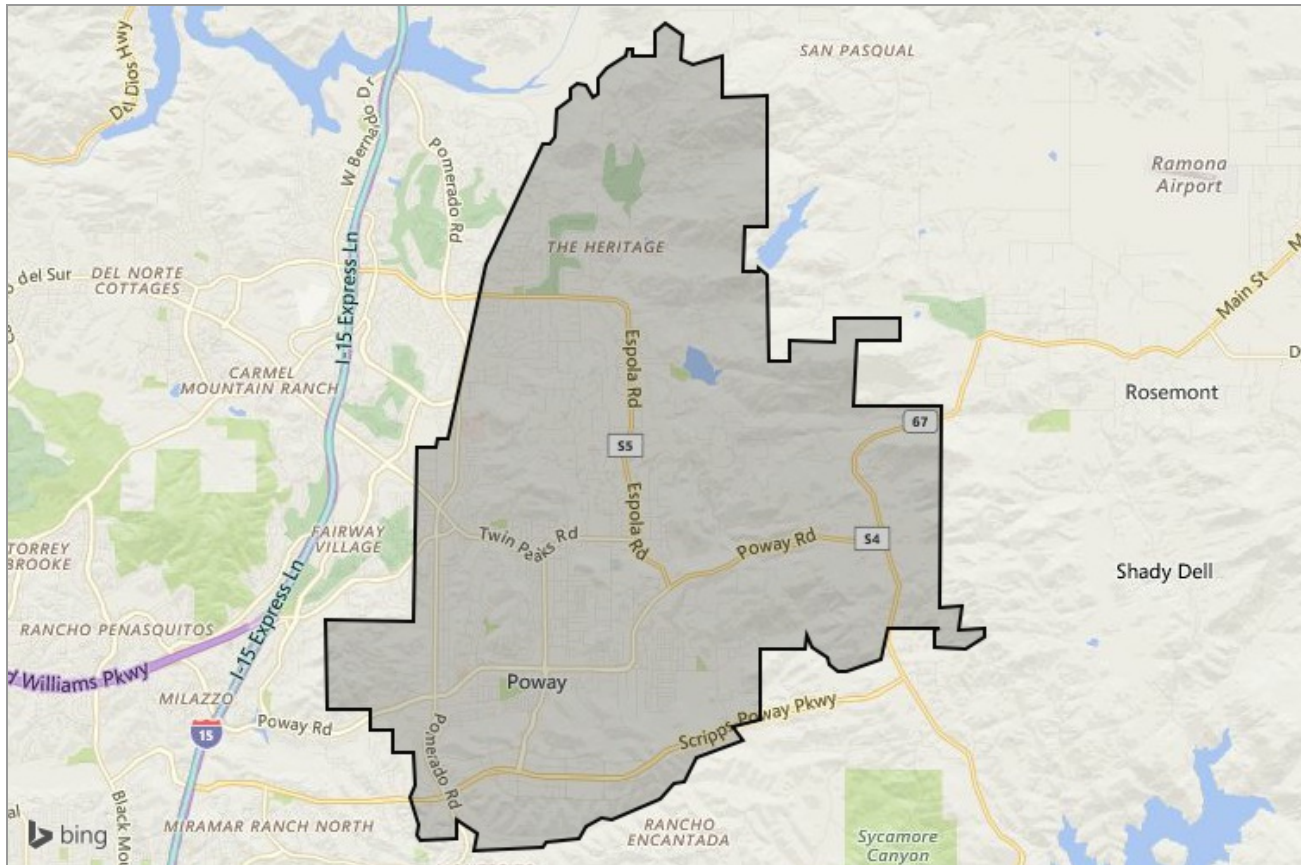 SAN PASQUAL
Del Dios Hwy
W Bernardo Dr
Pomerado Rd
Ramona
Airport
THE HERITAGE
I-15 Express Ln
o del Sur
DEL NORTE
COTTAGES
Main St
M
Espola Rd
CARMEL
MOUNTAIN RANCH
D
Rosemont
67
S5
Espola Rd
Twin Peaks Rd
Poway Rd
S4
FAIRWAY
VILLAGE
TORREY
BROOKE
I-15 Express Ln
Shady Dell
RANCHO PENASQUITOS
d Williams Pkwy
MILAZZO
Poway
15
Poway Rd
Pomerado Rd
Scripps Poway Pkwy
al
Black Mou
bing
MIRAMAR RANCH NORTH
RANCHO
ENCANTADA
Sycamore
Canyon